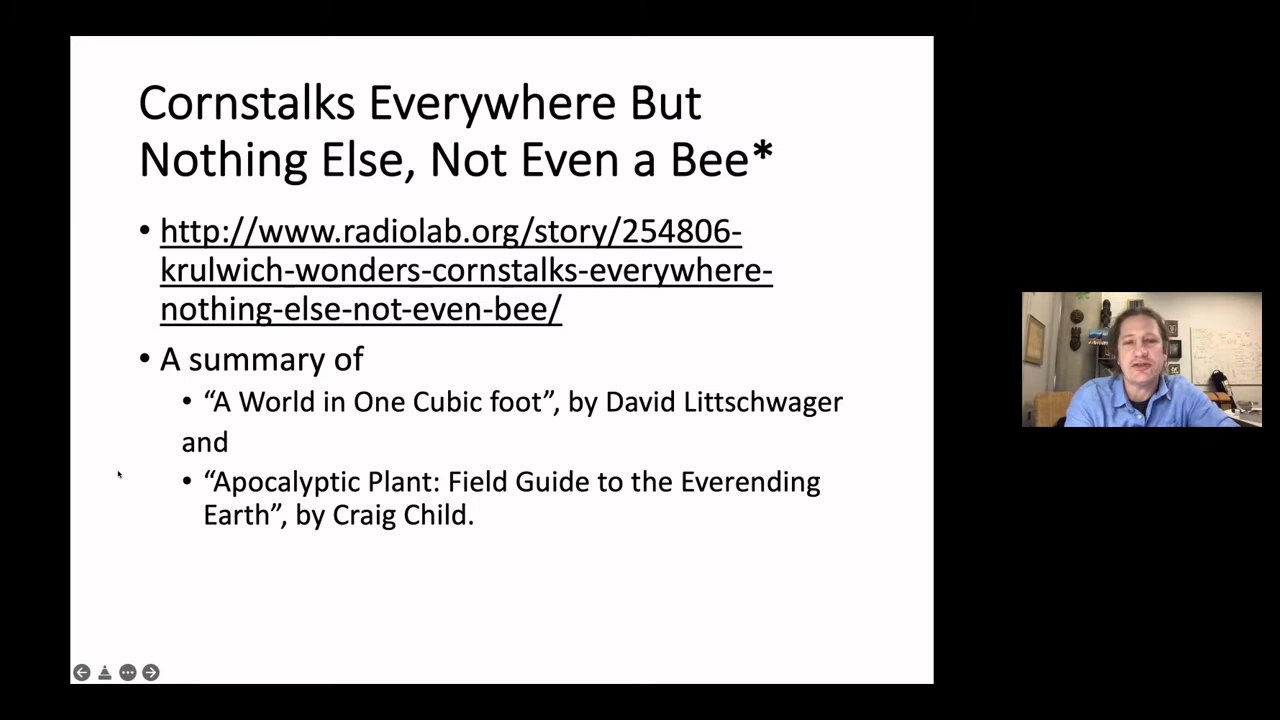 Cornstalks Everywhere But
Nothing Else, Not Even a Bee*
• http://www.radiolab.org/story/254806-
krulwich-wonders-cornstalks-everywhere-
nothing-else-not-even-bee/
• A summary of
• “A World in One Cubic foot”, by David Littschwager
and
• “Apocalyptic Plant: Field Guide to the Everending
Earth”, by Craig Child.